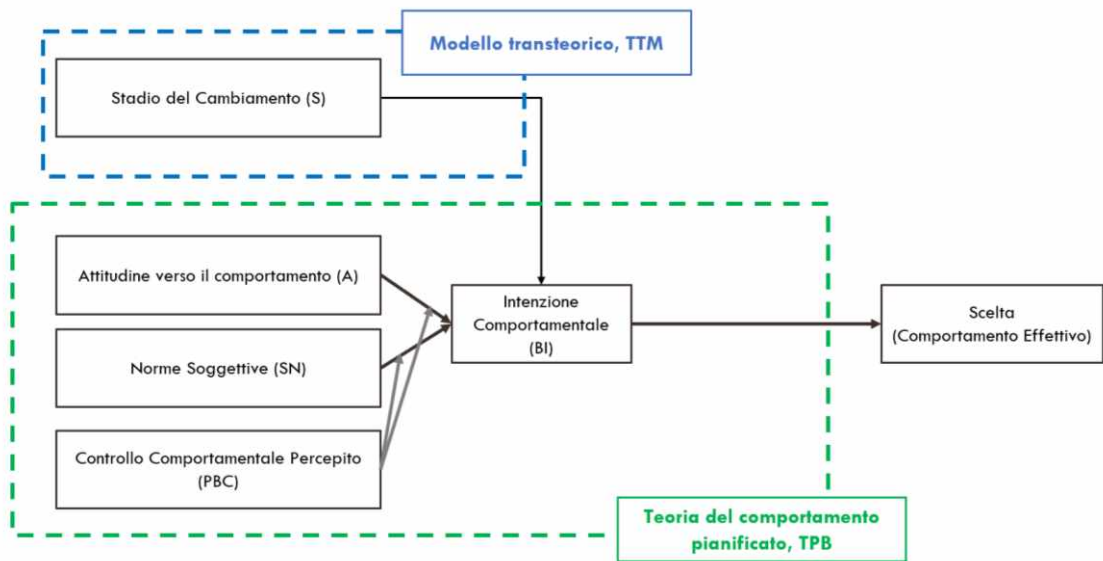 Modello transteorico, TTM
Stadio del Cambiamento (S)
Attitudine verso il comportamento (A)
Norme Soggettive (SN)
Controllo Comportamentale Percepito
(PBC)
Intenzione
Comportamentale
(BI)
Scelta
(Comportamento Effettivo)
Teoria del comportamento
pianificato, TPB